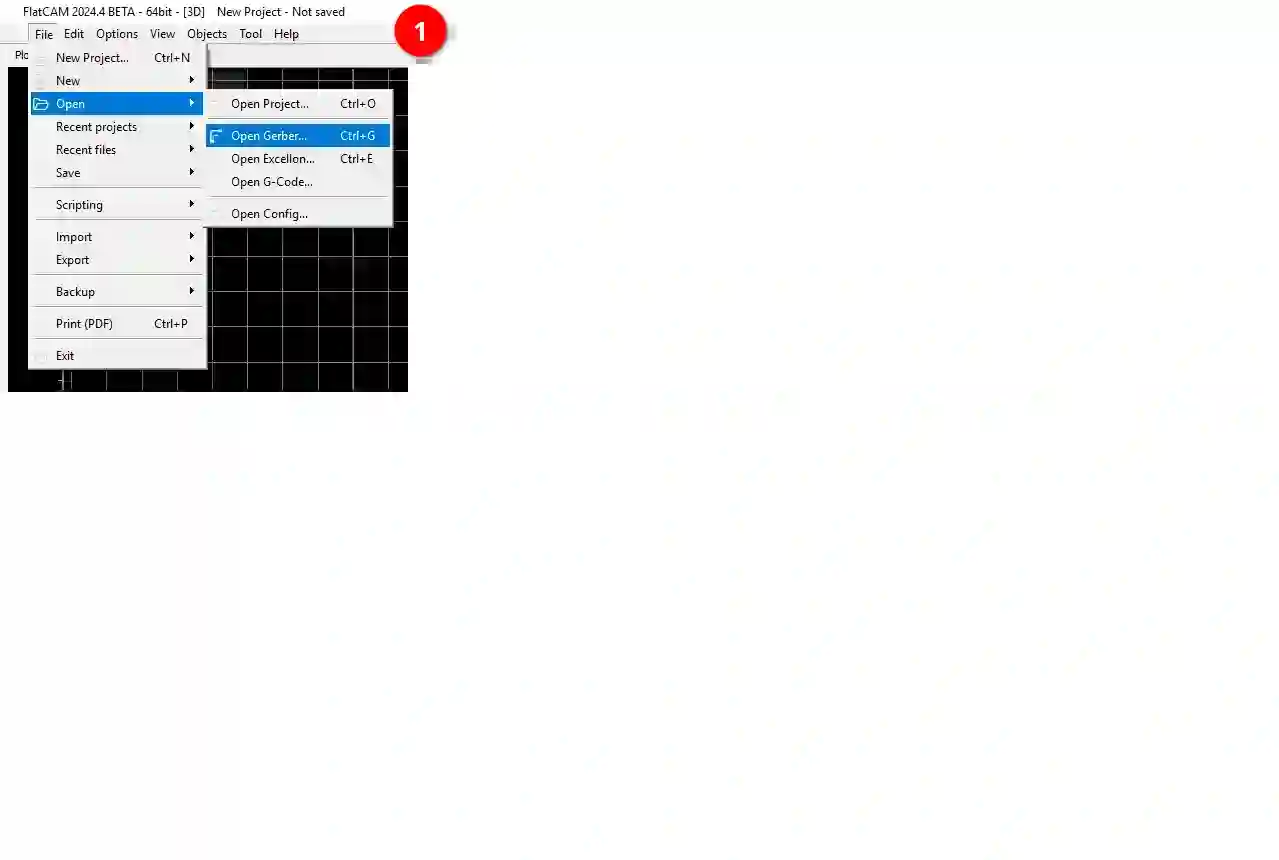 FlatCAM 2024.4 BETA - 64bit - [3D] New Project - Not saved
1
File Edit Options View Objects Tool Help
Plo
New Project... Ctrl+N
New
Open
Open Project... Ctrl+O
Recent projects
Open Gerber... Ctrl+G
Recent files
Open Excellon... Ctrl+E
Save
Open G-Code...
Scripting
Open Config...
Import
Export
Backup
Print (PDF) Ctrl+P
Exit